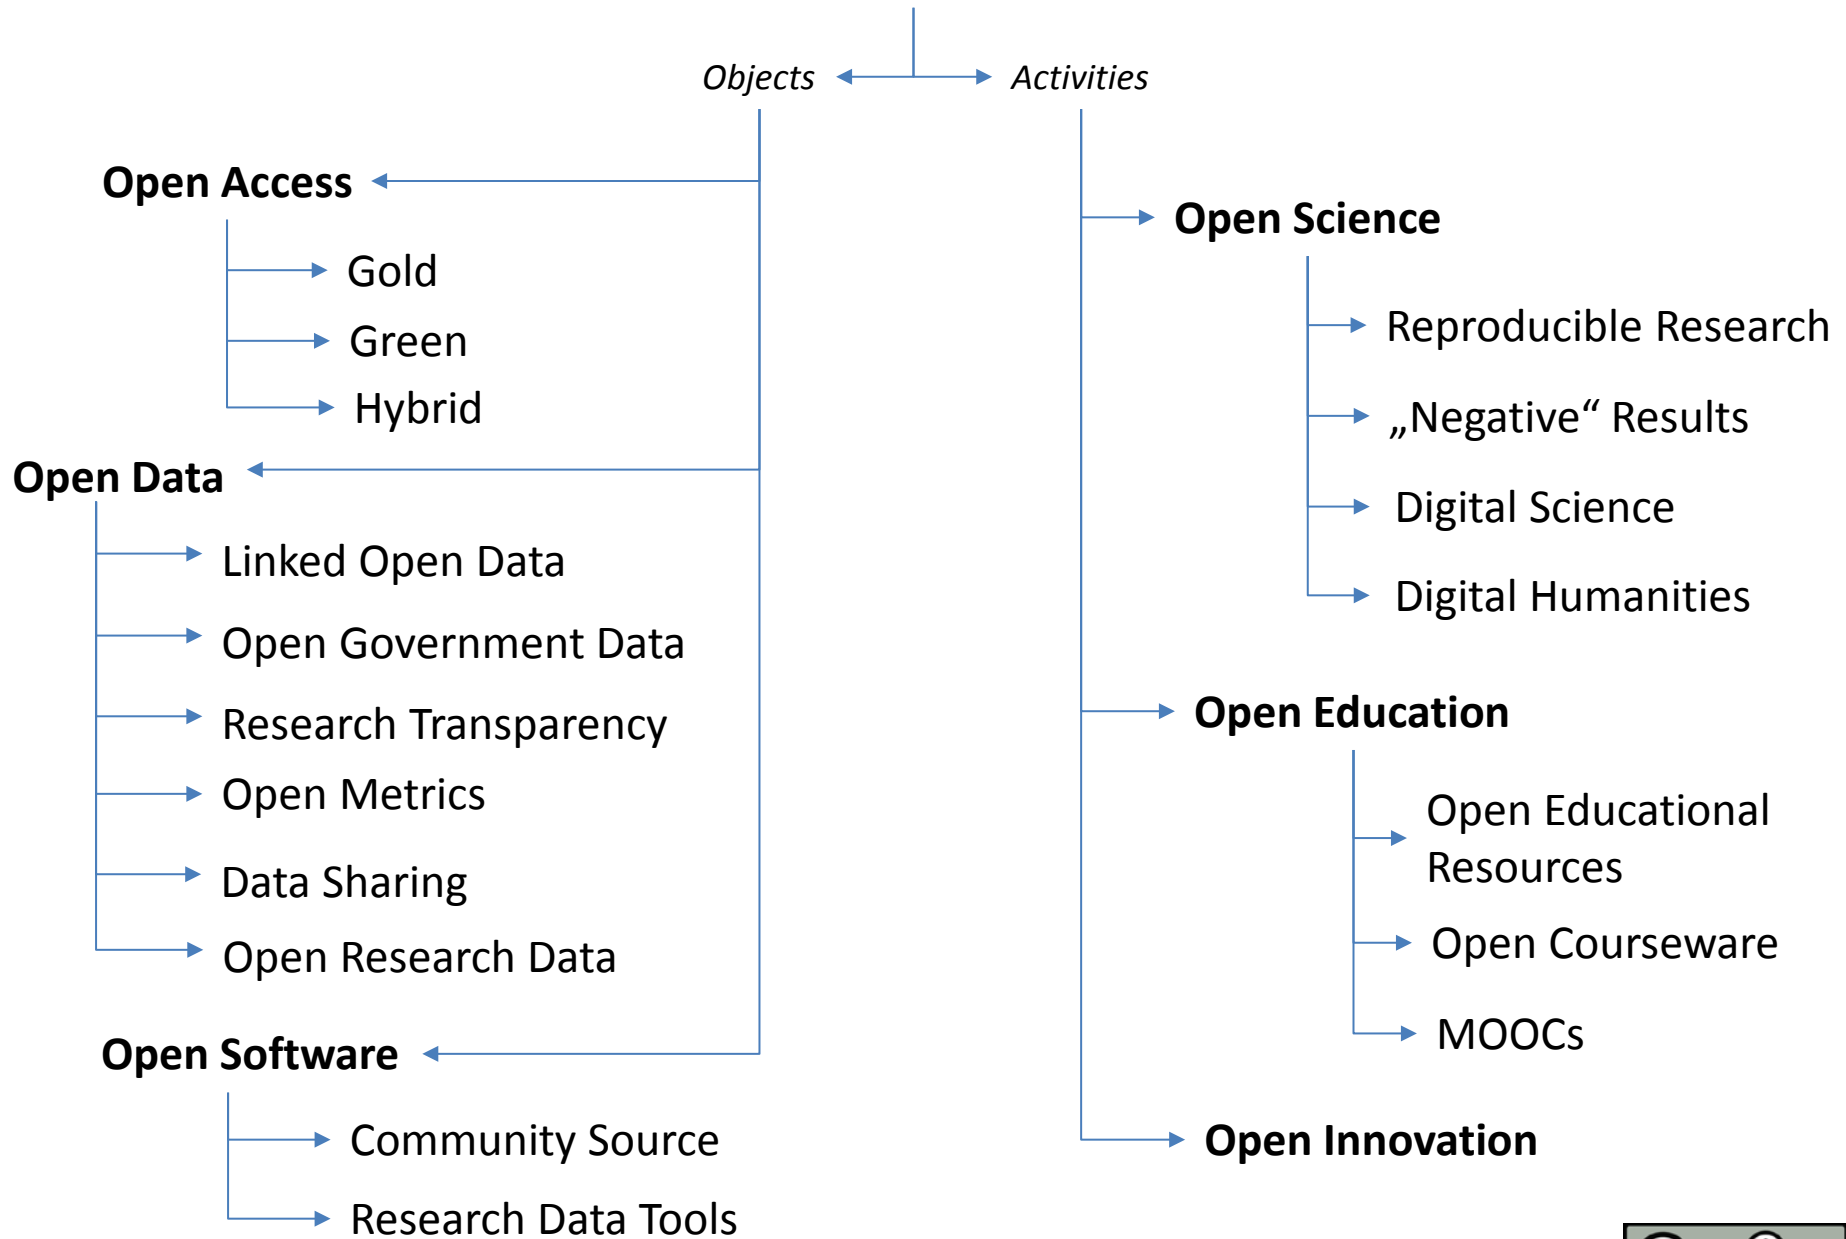 Objects
Activities
Open Access
Gold
Green
Hybrid
Open Data
Linked Open Data
Open Government Data
Research Transparency
Open Metrics
Data Sharing
Open Research Data
Open Software
Community Source
Research Data Tools
Open Science
Reproducible Research
„Negative“ Results
Digital Science
Digital Humanities
Open Education
Open Educational
Resources
Open Courseware
MOOCs
Open Innovation